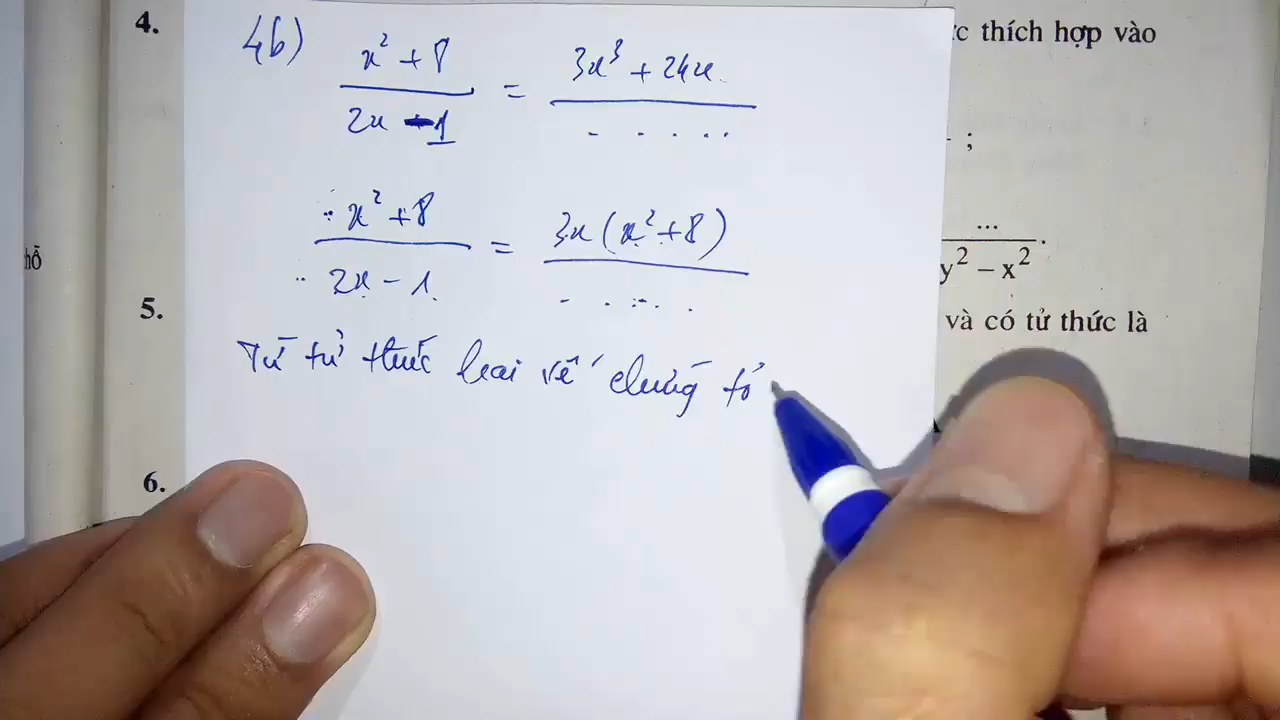 4.
4b) x² + 8 / 2x - 1 = 3x³ + 24x / .....
x² + 8 / 2x - 1 = 3x(x² + 8) / .....
Từ tử thức hai vế chứng tỏ
5.
6.
hỗ
thích hợp vào
;
... / y² – x².
và có tử thức là